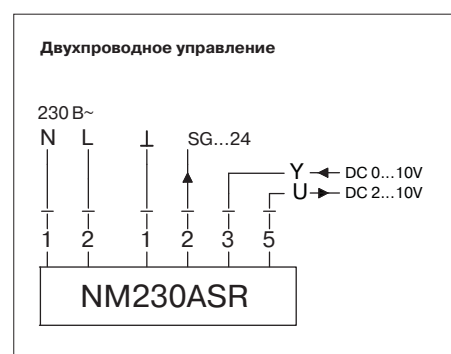 Двухпроводное управление
230 В~
N L ⊥ SG...24
Y DC 0...10V
U DC 2...10V
1 2 1 2 3 5
NM230ASR